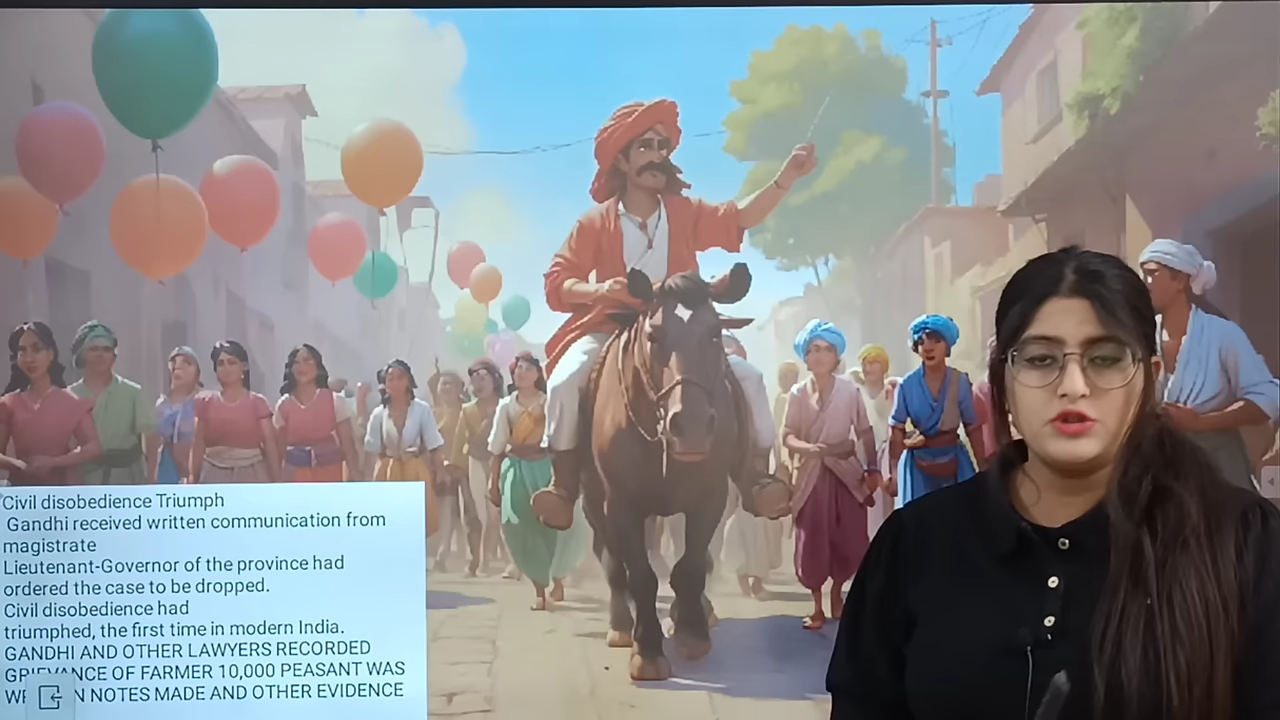 Civil disobedience Triumph
Gandhi received written communication from
magistrate
Lieutenant-Governor of the province had
ordered the case to be dropped.
Civil disobedience had
triumphed, the first time in modern India.
GANDHI AND OTHER LAWYERS RECORDED
OF FARMER 10,000 PEASANT WAS
NOTES MADE AND OTHER EVIDENCE